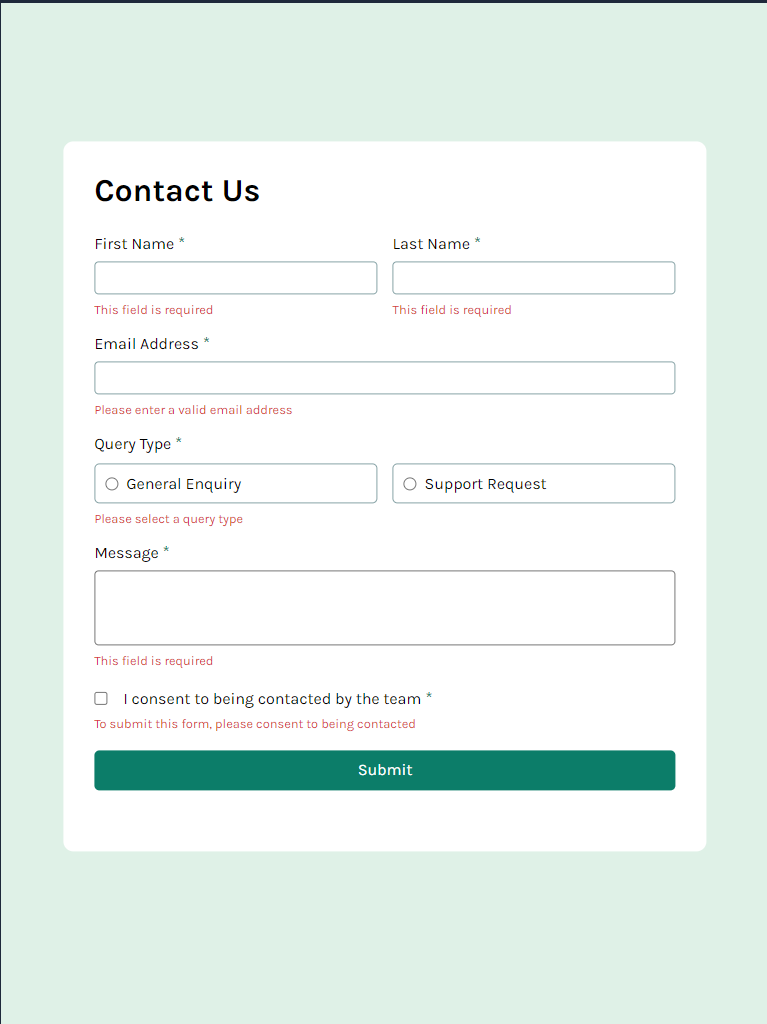 Contact Us
First Name *
Last Name *
This field is required
This field is required
Email Address *
Please enter a valid email address
Query Type *
General Enquiry
Support Request
Please select a query type
Message *
This field is required
I consent to being contacted by the team *
To submit this form, please consent to being contacted
Submit